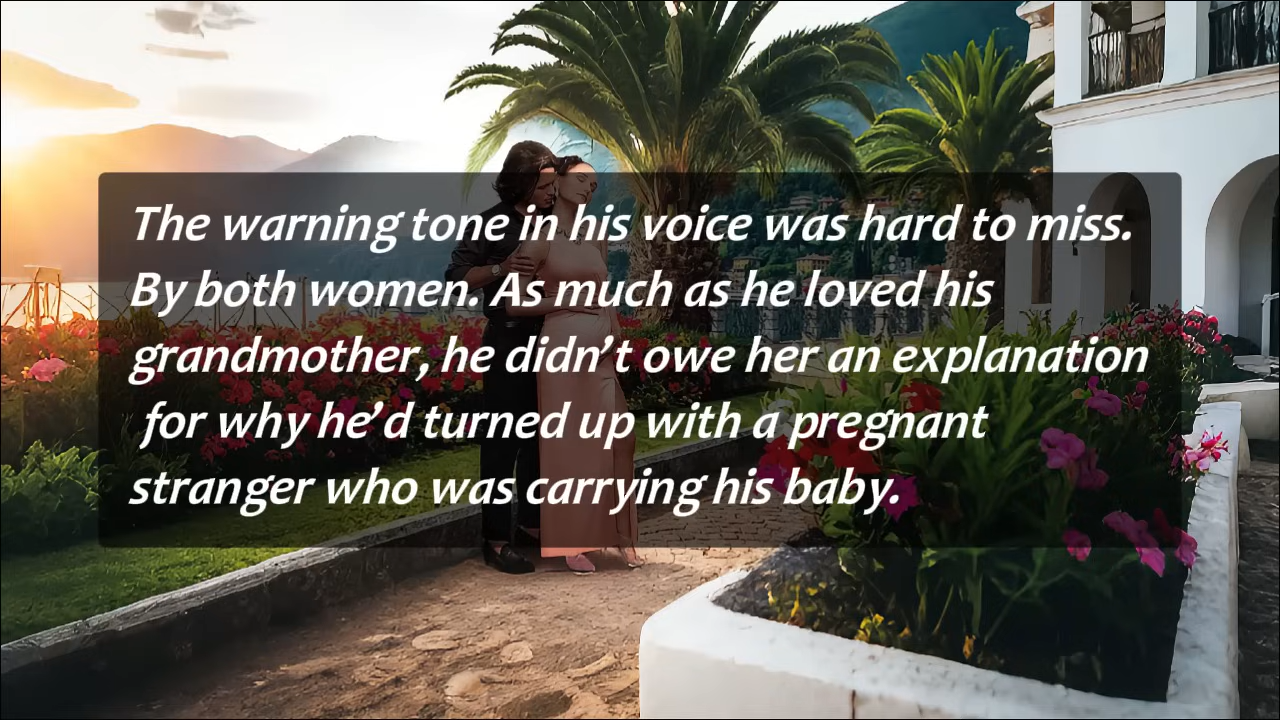 The warning tone in his voice was hard to miss.
By both women. As much as he loved his
grandmother, he didn’t owe her an explanation
for why he’d turned up with a pregnant
stranger who was carrying his baby.